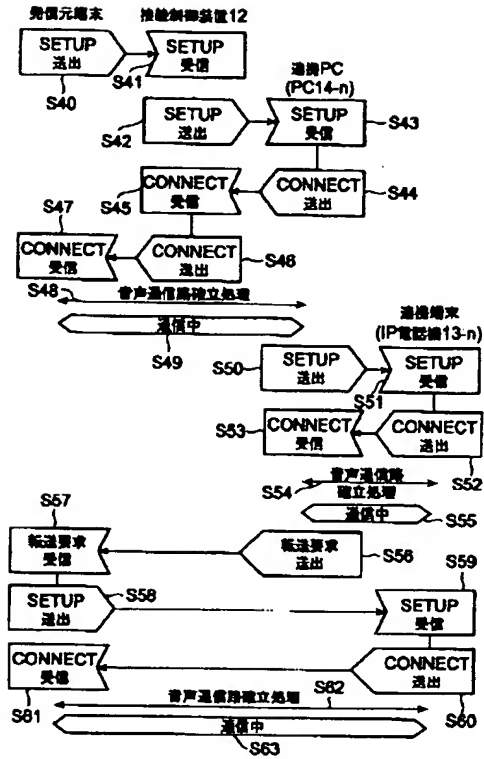 発信元端末
接続制御装置12
SETUP
送出
SETUP
受信
S40
S41
連携PC
(PC14-n)
S42
SETUP
送出
SETUP
受信
S43
S47
S45
CONNECT
受信
CONNECT
送出
S44
CONNECT
受信
CONNECT
送出
S46
S48
音声通信路確立処理
通信中
S49
連携端末
(IP電話機13-n)
S50
SETUP
送出
SETUP
受信
S51
S53
CONNECT
受信
CONNECT
送出
S52
S57
S54
音声通信路
確立処理
通信中
S55
転送要求
受信
転送要求
送出
S56
S59
S58
SETUP
送出
SETUP
受信
CONNECT
受信
CONNECT
送出
S61
音声通信路確立処理
S62
S60
通信中
S63